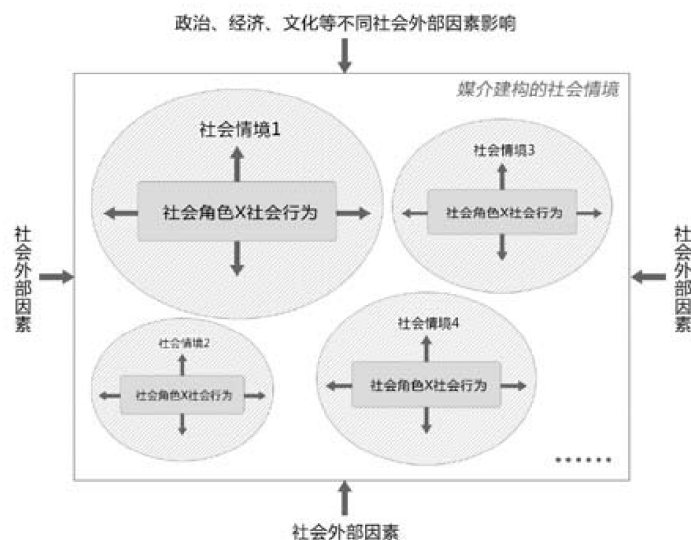 政治、经济、文化等不同社会外部因素影响
媒介建构的社会情境
社会情境1
社会角色X社会行为
社会情境3
社会角色X社会行为
社会外部因素
社会外部因素
社会情境2
社会角色X社会行为
社会情境4
社会角色X社会行为
……
社会外部因素